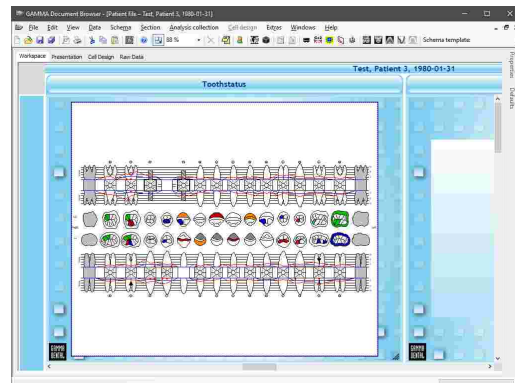 GAMMA Document Browser - [Patient File - Test, Patient 3, 1980-01-31]
File Edit View Data Schema Section Analysis collection Cell design Extras Windows Help
88 % Schema template:
Workspace Presentation Cell Design Raw Data
Properties
Defaults
Test, Patient 3, 1980-01-31
Toothstatus
GAMMA DENTAL
GAMMA DENTAL